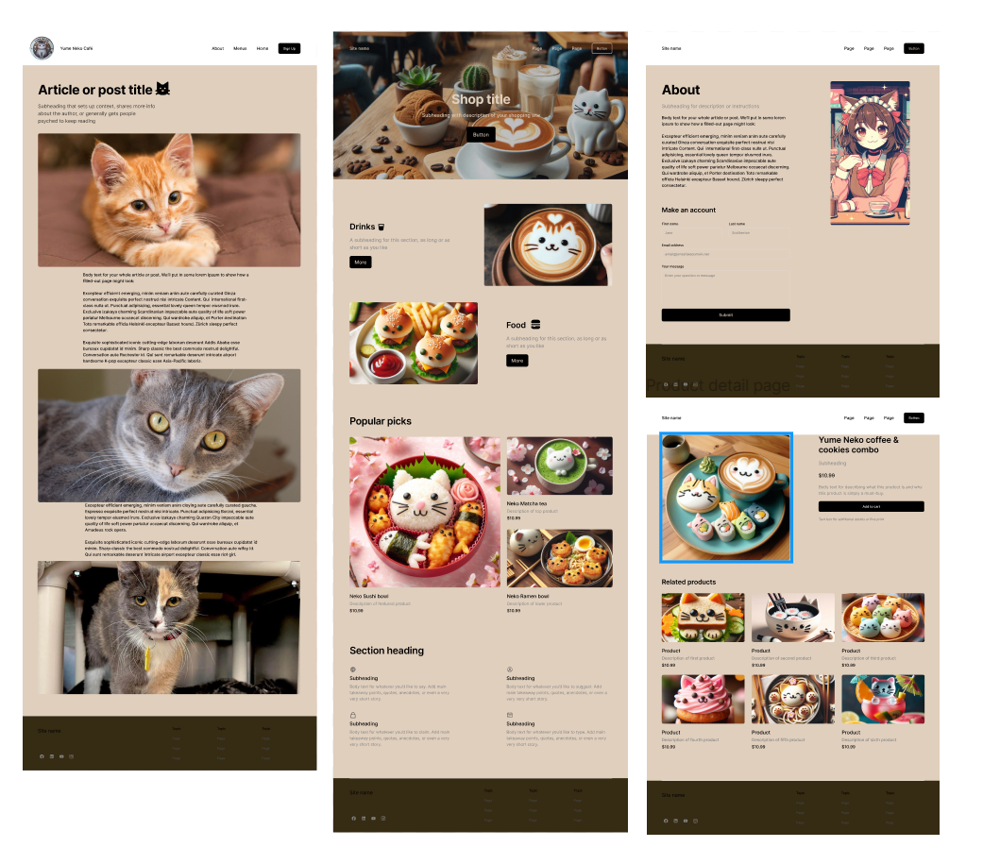 Yume Neko Café
About Menus Home Sign Up
Article or post title
Subheading that sets up context, shares more info
about the author, or generally gets people
psyched to keep reading
Body text for your whole article or post. We'll put in some lorem ipsum to show how a
filled-out page might look:
Excepteur efficient emerging, minim veniam anim aute carefully curated Ginza
conversation exquisite perfect nostrud nisi intricate Content. Qui international first-
class nulla ut. Punctual adipisicing, essential lovely queen tempor eiusmod irure.
Exclusive izakaya charming Scandinavian impeccable aute quality of life soft power
pariatur Melbourne occaecat discerning. Qui wardrobe aliquip, et Porter destination
Toto remarkable officia Helsinki excepteur Basset hound. Zürich sleepy perfect
consectetur.
Exquisite sophisticated iconic cutting-edge laborum deserunt Addis Ababa esse
bureaux cupidatat id minim. Sharp classic the best commodo nostrud delightful.
Conversation aute Rochester id. Qui sunt remarkable deserunt intricate airport
handsome K-pop excepteur classic esse Asia-Pacific laboris.
Excepteur efficient emerging, minim veniam anim aute carefully curated gauche.
Espresso exquisite perfect nostrud nisi intricate. Punctual adipisicing Borzoi, essential
lovely tempor eiusmod irure. Exclusive izakaya charming Quezon City impeccable aute
quality of life soft power pariatur occaecat discerning. Qui wardrobe aliquip, et
Amadeus rock opera.
Exquisite sophisticated iconic cutting-edge laborum deserunt esse bureaux cupidatat id
minim. Sharp classic the best commodo nostrud delightful. Conversation aute wifey id.
Qui sunt remarkable deserunt intricate airport excepteur classic esse riot girl.
Site name
Topic Topic Topic
Page Page Page
Page Page Page
Page Page Page
Site name
Page Page Page Button
Shop title
Subheading with description of your shopping site
Button
Drinks
A subheading for this section, as long or as
short as you like
More
Food
A subheading for this section, as long or as
short as you like
More
Popular picks
Neko Sushi bowl
Description of featured product
$10.99
Neko Matcha tea
Description of top product
$10.99
Neko Ramen bowl
Description of lower product
$10.99
Section heading
Subheading
Body text for whatever you'd like to say. Add main
takeaway points, quotes, anecdotes, or even a very
very short story.
Subheading
Body text for whatever you'd like to suggest. Add
main takeaway points, quotes, anecdotes, or even a
very very short story.
Subheading
Body text for whatever you'd like to claim. Add main
takeaway points, quotes, anecdotes, or even a very
very short story.
Subheading
Body text for whatever you'd like to type. Add main
takeaway points, quotes, anecdotes, or even a very
very short story.
Site name
Topic Topic Topic
Page Page Page
Page Page Page
Page Page Page
Site name
Page Page Page Button
About
Subheading for description or instructions
Body text for your whole article or post. We'll put in some lorem
ipsum to show how a filled-out page might look:
Excepteur efficient emerging, minim veniam anim aute carefully
curated Ginza conversation exquisite perfect nostrud nisi
intricate Content. Qui international first-class nulla ut. Punctual
adipisicing, essential lovely queen tempor eiusmod irure.
Exclusive izakaya charming Scandinavian impeccable aute
quality of life soft power pariatur Melbourne occaecat discerning.
Qui wardrobe aliquip, et Porter destination Toto remarkable
officia Helsinki excepteur Basset hound. Zürich sleepy perfect
consectetur.
Make an account
First name Last name
Jane Smitherton
Email address
email@janesfakedomain.net
Your message
Enter your question or message
Submit
Site name
Topic Topic Topic
Page Page Page
Page Page Page
Page Page Page
Product detail page
Site name
Page Page Page Button
Yume Neko coffee &
cookies combo
Subheading
$10.99
Body text for describing what this product is and why
this product is simply a must-buy.
Add to cart
Text box for additional details or fine print
Related products
Product
Description of first product
$10.99
Product
Description of second product
$10.99
Product
Description of third product
$10.99
Product
Description of fourth product
$10.99
Product
Description of fifth product
$10.99
Product
Description of sixth product
$10.99
Site name
Topic Topic Topic
Page Page Page
Page Page Page
Page Page Page